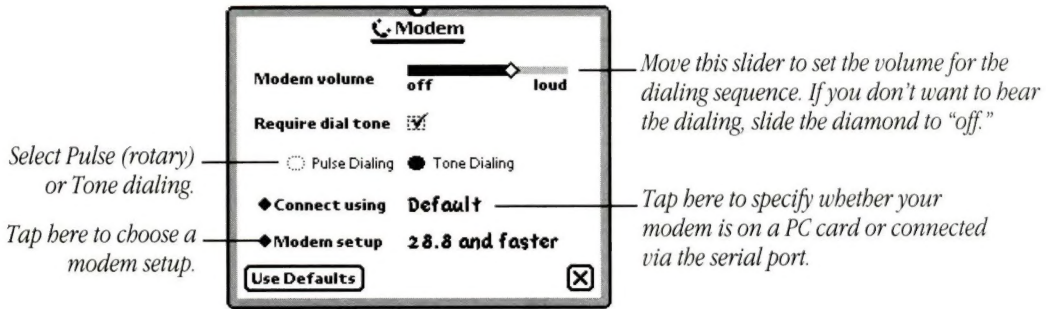 Modem
Modem volume
off loud
Move this slider to set the volume for the
dialing sequence. If you don't want to hear
the dialing, slide the diamond to "off."
Require dial tone
Select Pulse (rotary)
or Tone dialing.
Pulse Dialing Tone Dialing
Connect using Default
Tap here to specify whether your
modem is on a PC card or connected
via the serial port.
Tap here to choose a
modem setup.
Modem setup 28.8 and faster
Use Defaults